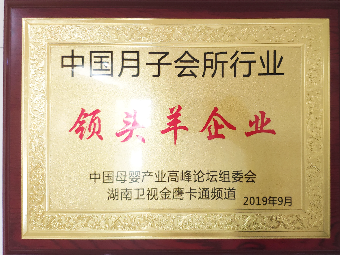 中国月子会所行业
领头羊企业
中国母婴产业高峰论坛组委会
湖南卫视金鹰卡通频道
2019年9月